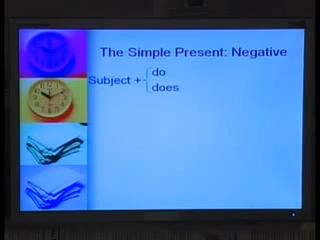 The Simple Present: Negative
do
Subject +
does